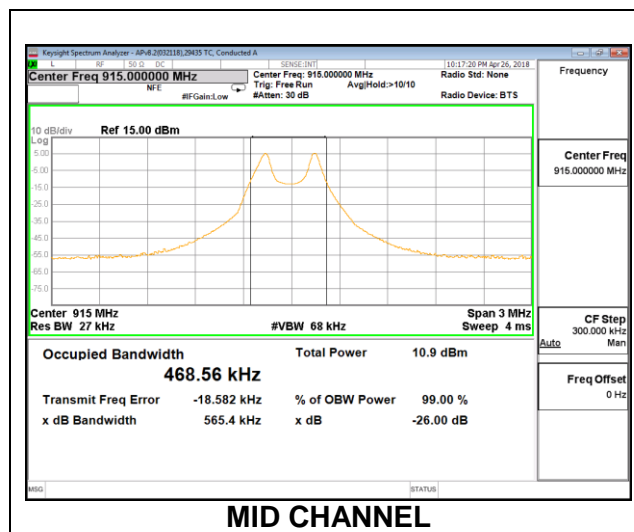 Keysight Spectrum Analyzer - APv8.2(032118),29435 TC, Conducted A
L RF 50 Ω DC SENSE:INT 10:17:20 PM Apr 26, 2018
Center Freq 915.000000 MHz Center Freq: 915.000000 MHz Radio Std: None Frequency
NFE Trig: Free Run Avg|Hold:>10/10
#IFGain:Low #Atten: 30 dB Radio Device: BTS
10 dB/div Ref 15.00 dBm
Log
5.00
-5.00
-15.0
-25.0
-35.0
-45.0
-55.0
-65.0
-75.0
Center 915 MHz Span 3 MHz
Res BW 27 kHz #VBW 68 kHz Sweep 4 ms
Center Freq
915.000000 MHz
CF Step
300.000 kHz
Auto Man
Freq Offset
0 Hz
Occupied Bandwidth Total Power 10.9 dBm
468.56 kHz
Transmit Freq Error -18.582 kHz % of OBW Power 99.00 %
x dB Bandwidth 565.4 kHz x dB -26.00 dB
MSG STATUS
MID CHANNEL